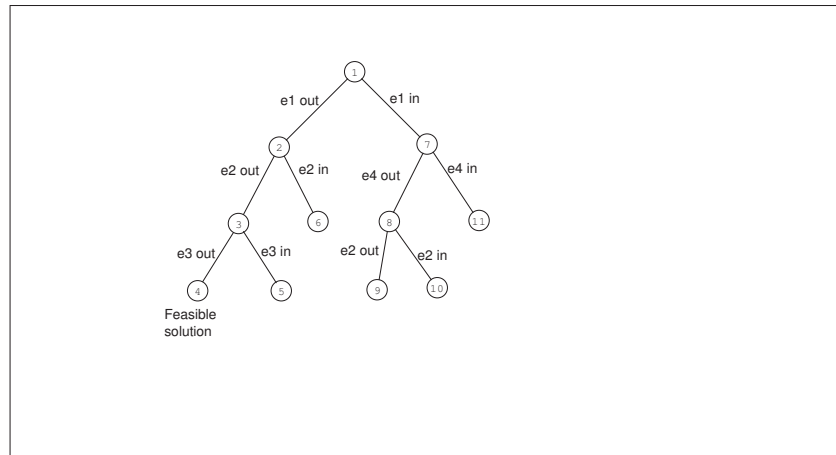 1
e1 out
e1 in
2
7
e2 out
e2 in
e4 out
e4 in
3
6
8
11
e3 out
e3 in
e2 out
e2 in
4
5
9
10
Feasible
solution